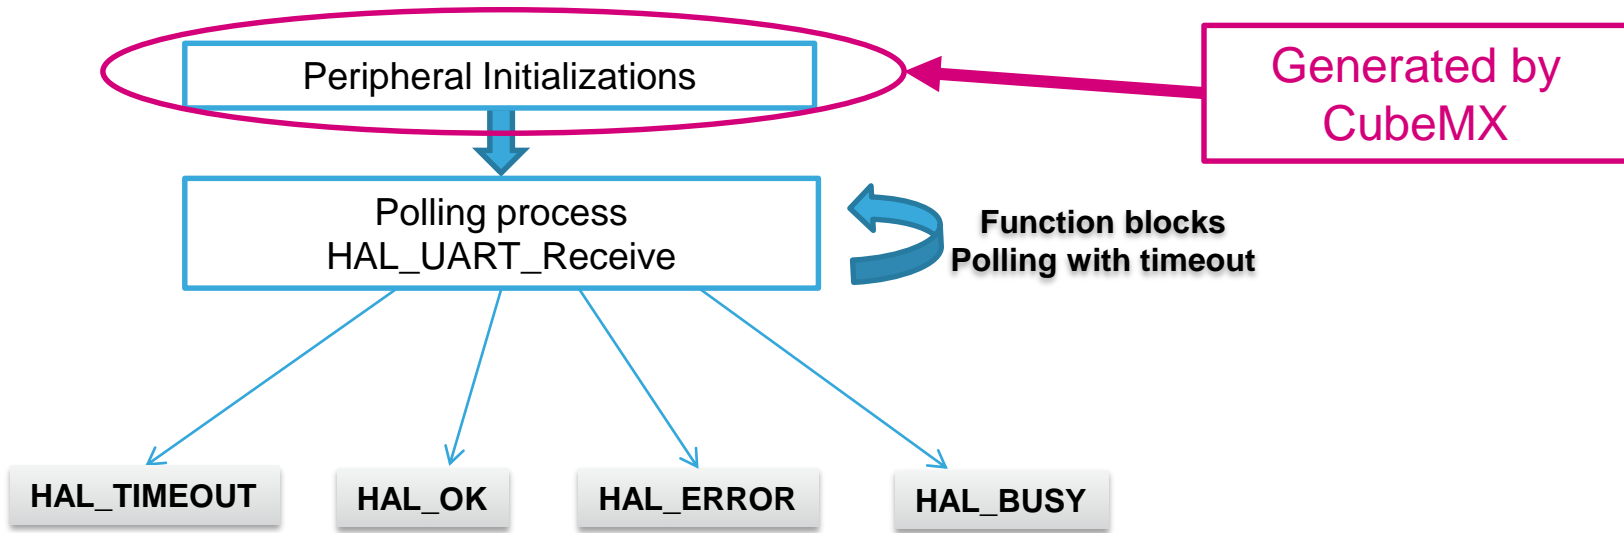 Peripheral Initializations
Generated by
CubeMX
Polling process
HAL_UART_Receive
Function blocks
Polling with timeout
HAL_TIMEOUT
HAL_OK
HAL_ERROR
HAL_BUSY